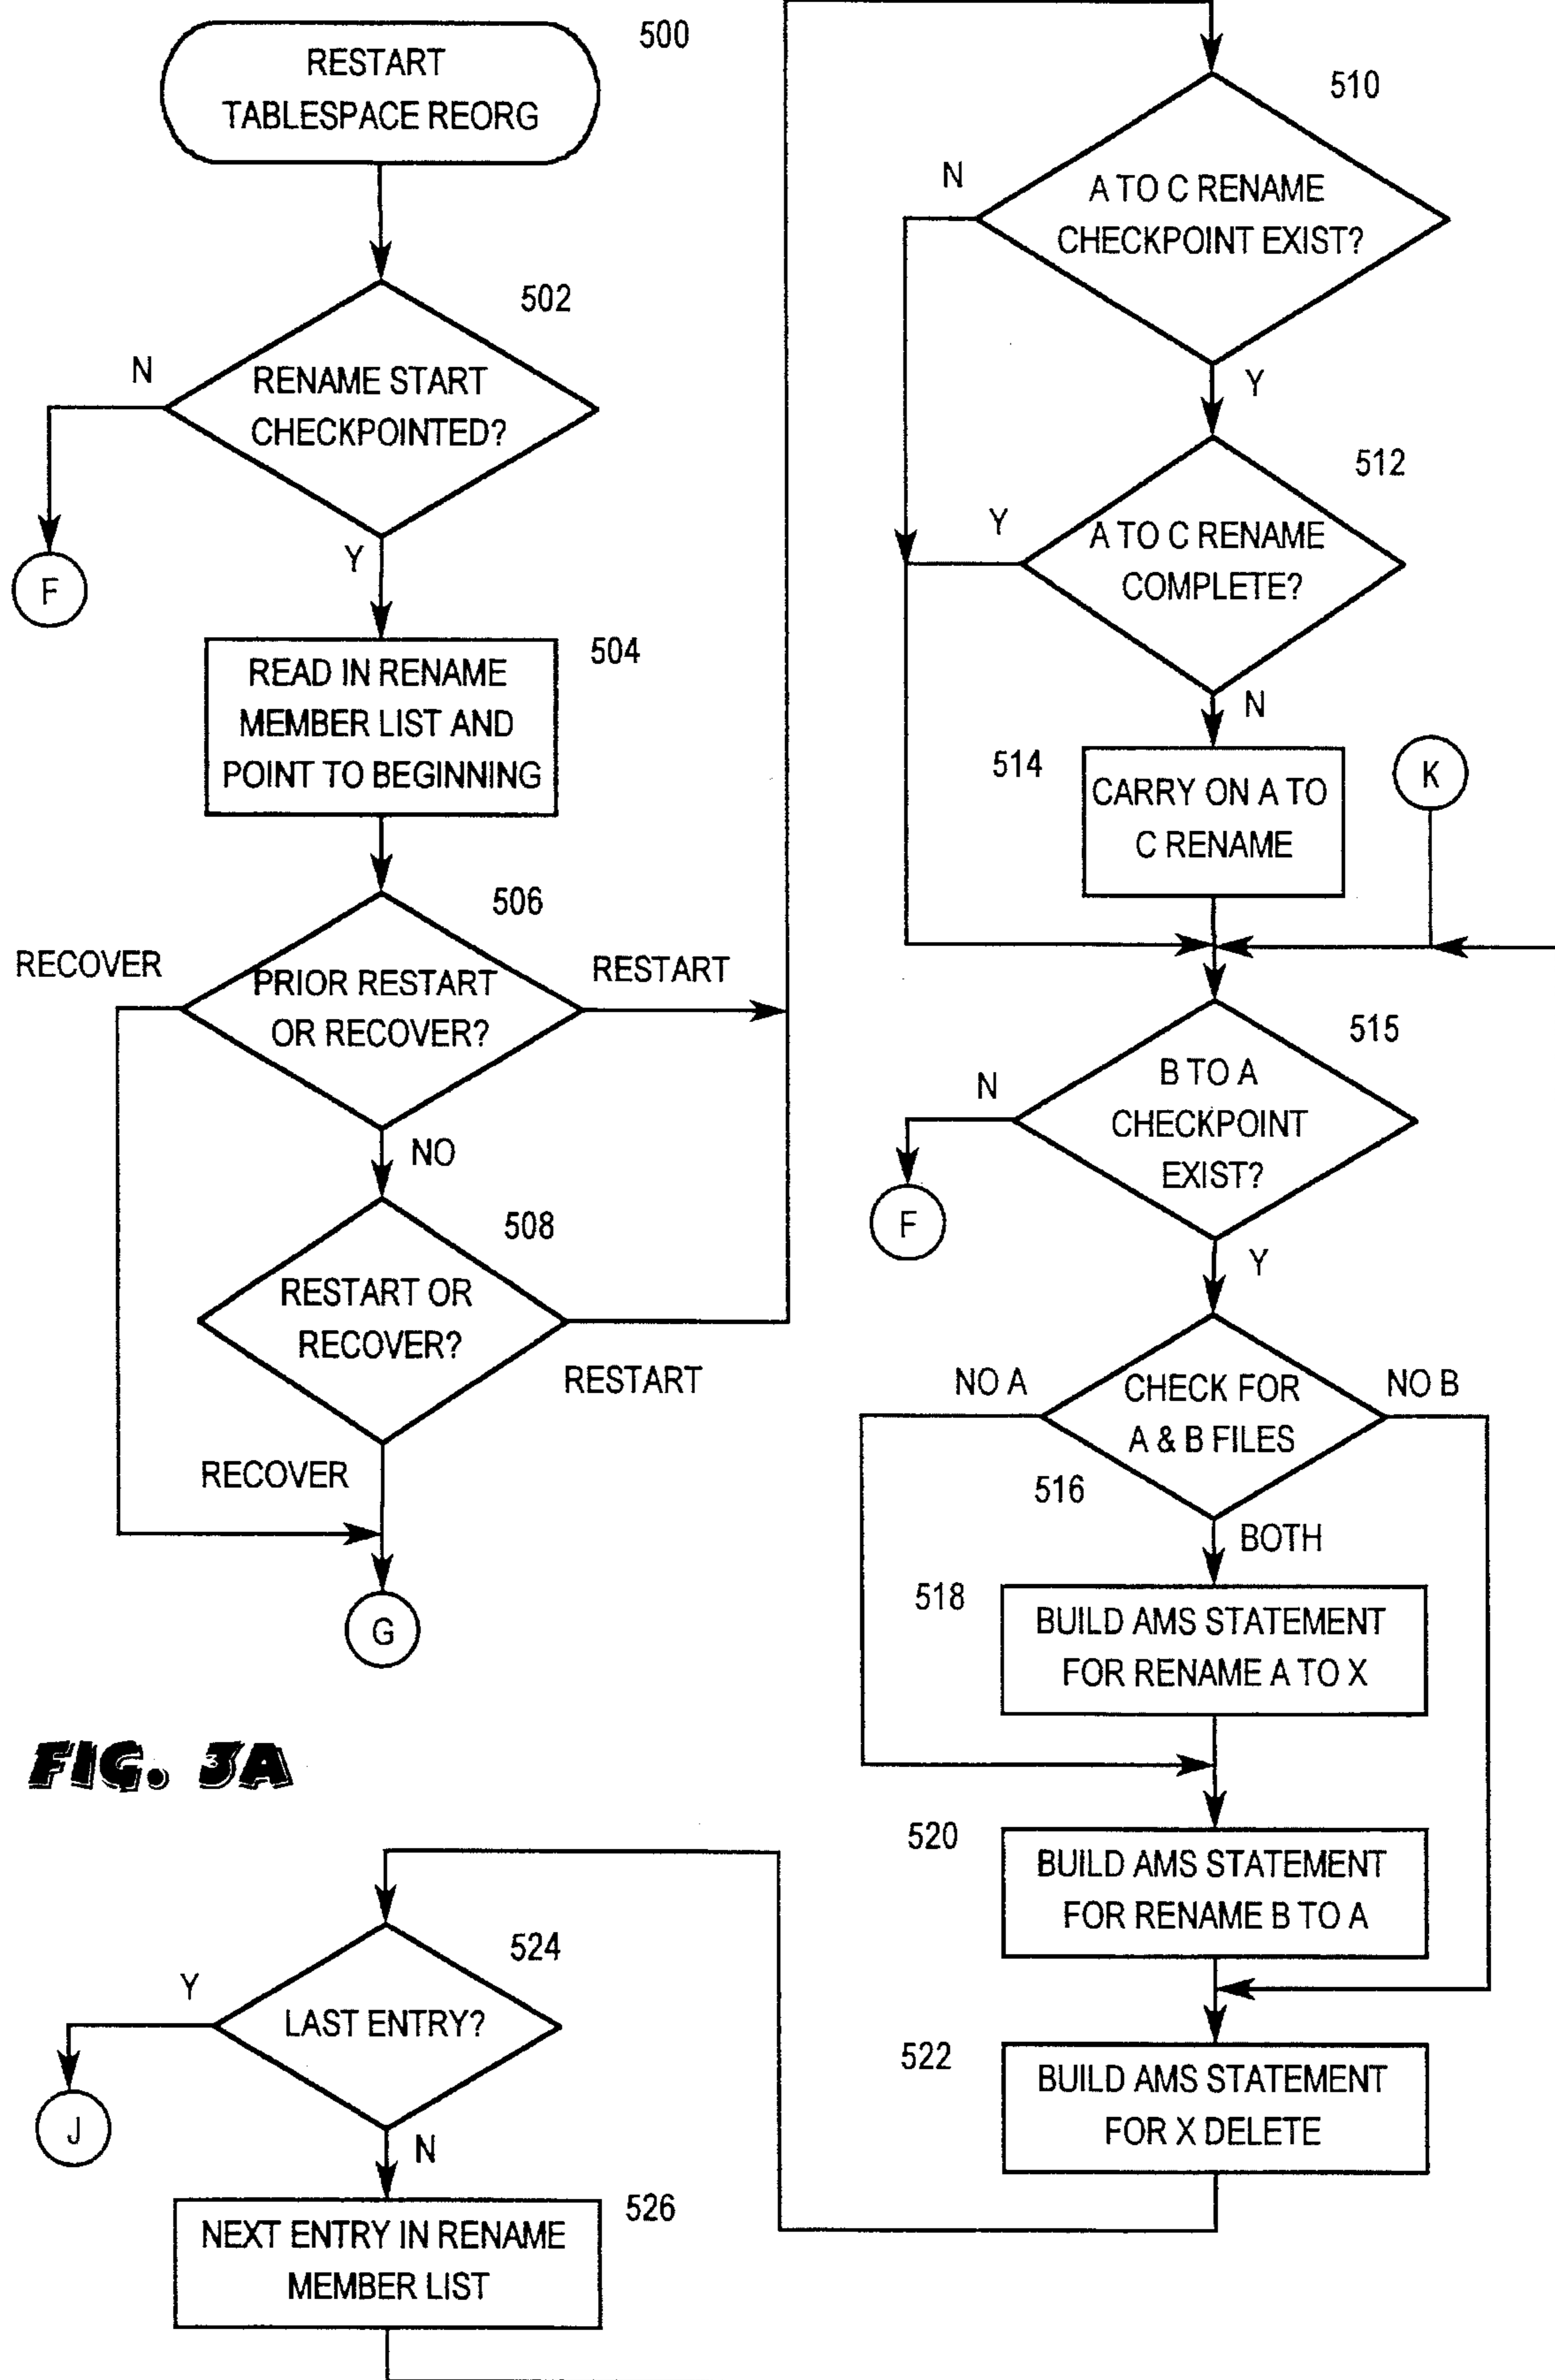 500
RESTART
TABLESPACE REORG
502
N
RENAME START
CHECKPOINTED?
F
Y
504
READ IN RENAME
MEMBER LIST AND
POINT TO BEGINNING
506
RECOVER
PRIOR RESTART
OR RECOVER?
RESTART
NO
508
RESTART OR
RECOVER?
RESTART
RECOVER
G
510
N
A TO C RENAME
CHECKPOINT EXIST?
Y
512
Y
A TO C RENAME
COMPLETE?
N
514
CARRY ON A TO
C RENAME
K
515
N
B TO A
CHECKPOINT
EXIST?
F
Y
NO A
CHECK FOR
A & B FILES
NO B
516
BOTH
518
BUILD AMS STATEMENT
FOR RENAME A TO X
520
BUILD AMS STATEMENT
FOR RENAME B TO A
522
BUILD AMS STATEMENT
FOR X DELETE
FIG. 3A
524
Y
LAST ENTRY?
J
N
526
NEXT ENTRY IN RENAME
MEMBER LIST